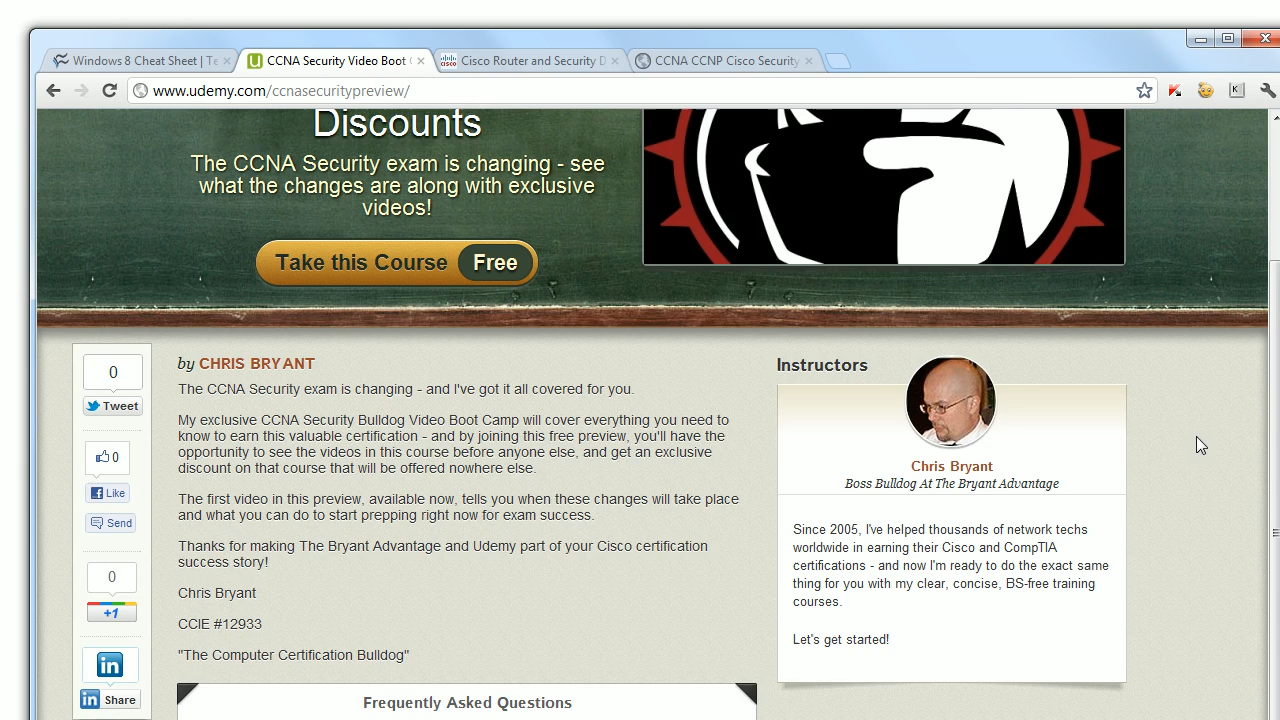 Windows 8 Cheat Sheet | Te
CCNA Security Video Boot
Cisco Router and Security D
CCNA CCNP Cisco Security
www.udemy.com/ccnasecuritypreview/
Discounts
The CCNA Security exam is changing - see
what the changes are along with exclusive
videos!
Take this Course Free
0
Tweet
0
Like
Send
0
+1
in
in Share
by CHRIS BRYANT
The CCNA Security exam is changing - and I've got it all covered for you.
My exclusive CCNA Security Bulldog Video Boot Camp will cover everything you need to
know to earn this valuable certification - and by joining this free preview, you'll have the
opportunity to see the videos in this course before anyone else, and get an exclusive
discount on that course that will be offered nowhere else.
The first video in this preview, available now, tells you when these changes will take place
and what you can do to start prepping right now for exam success.
Thanks for making The Bryant Advantage and Udemy part of your Cisco certification
success story!
Chris Bryant
CCIE #12933
"The Computer Certification Bulldog"
Frequently Asked Questions
Instructors
Chris Bryant
Boss Bulldog At The Bryant Advantage
Since 2005, I've helped thousands of network techs
worldwide in earning their Cisco and CompTIA
certifications - and now I'm ready to do the exact same
thing for you with my clear, concise, BS-free training
courses.
Let's get started!